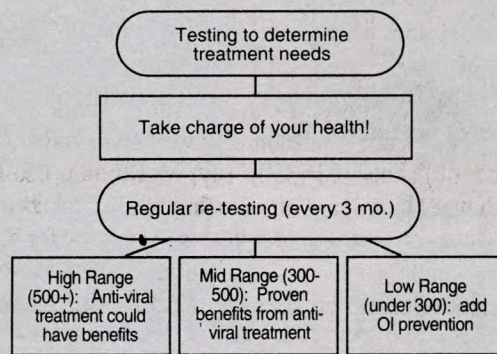 Testing to determine
treatment needs
Take charge of your health!
Regular re-testing (every 3 mo.)
High Range
(500+): Anti-viral
treatment could
have benefits
Mid Range (300-
500): Proven
benefits from anti-
viral treatment
Low Range
(under 300): add
OI prevention